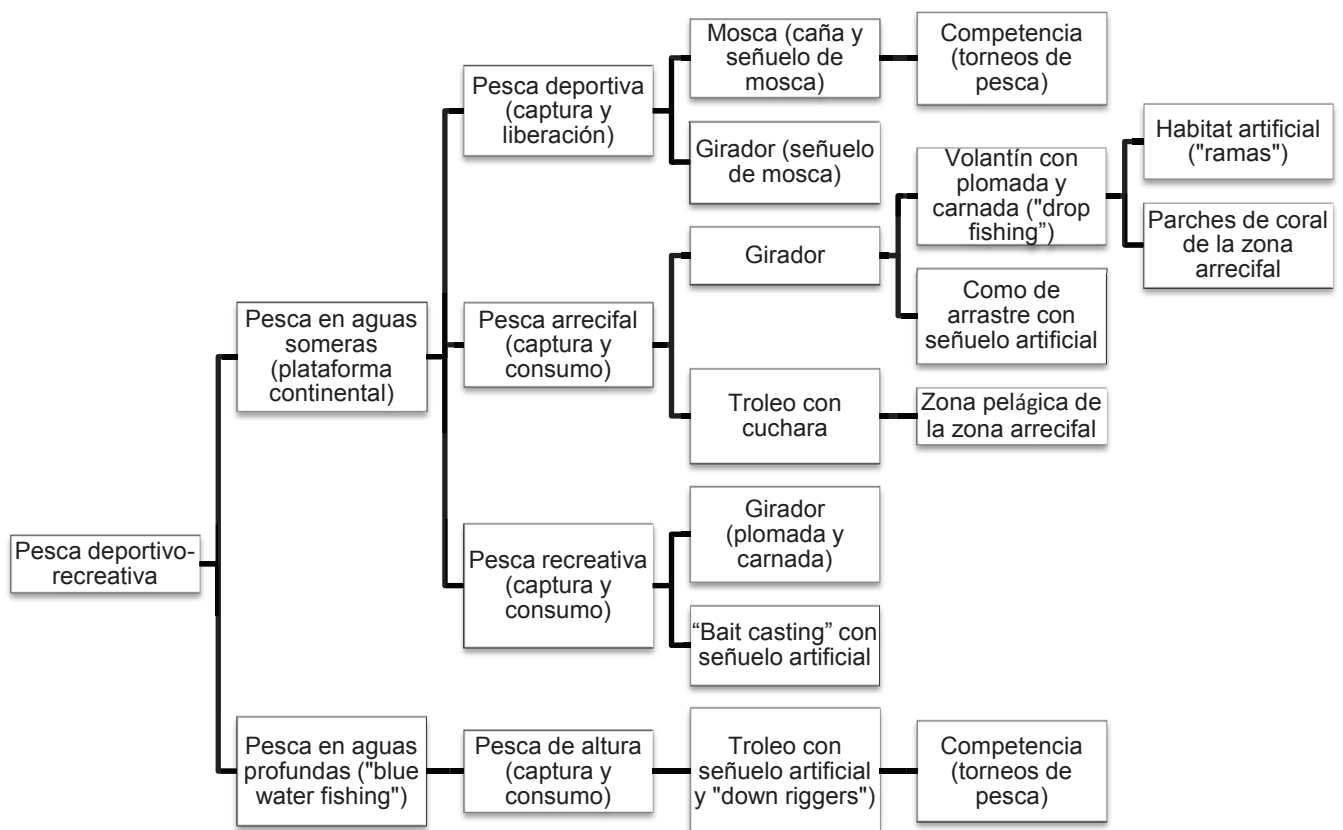 Pesca deportivo-
recreativa
Pesca en aguas
someras
(plataforma
continental)
Pesca deportiva
(captura y
liberación)
Mosca (caña y
señuelo de
mosca)
Competencia
(torneos de
pesca)
Girador (señuelo
de mosca)
Pesca arrecifal
(captura y
consumo)
Girador
Volantín con
plomada y
carnada ("drop
fishing”)
Habitat artificial
("ramas")
Parches de coral
de la zona
arrecifal
Como de
arrastre con
señuelo artificial
Troleo con
cuchara
Zona pelágica de
la zona arrecifal
Pesca recreativa
(captura y
consumo)
Girador
(plomada y
carnada)
“Bait casting” con
señuelo artificial
Pesca en aguas
profundas ("blue
water fishing")
Pesca de altura
(captura y
consumo)
Troleo con
señuelo artificial
y "down riggers")
Competencia
(torneos de
pesca)